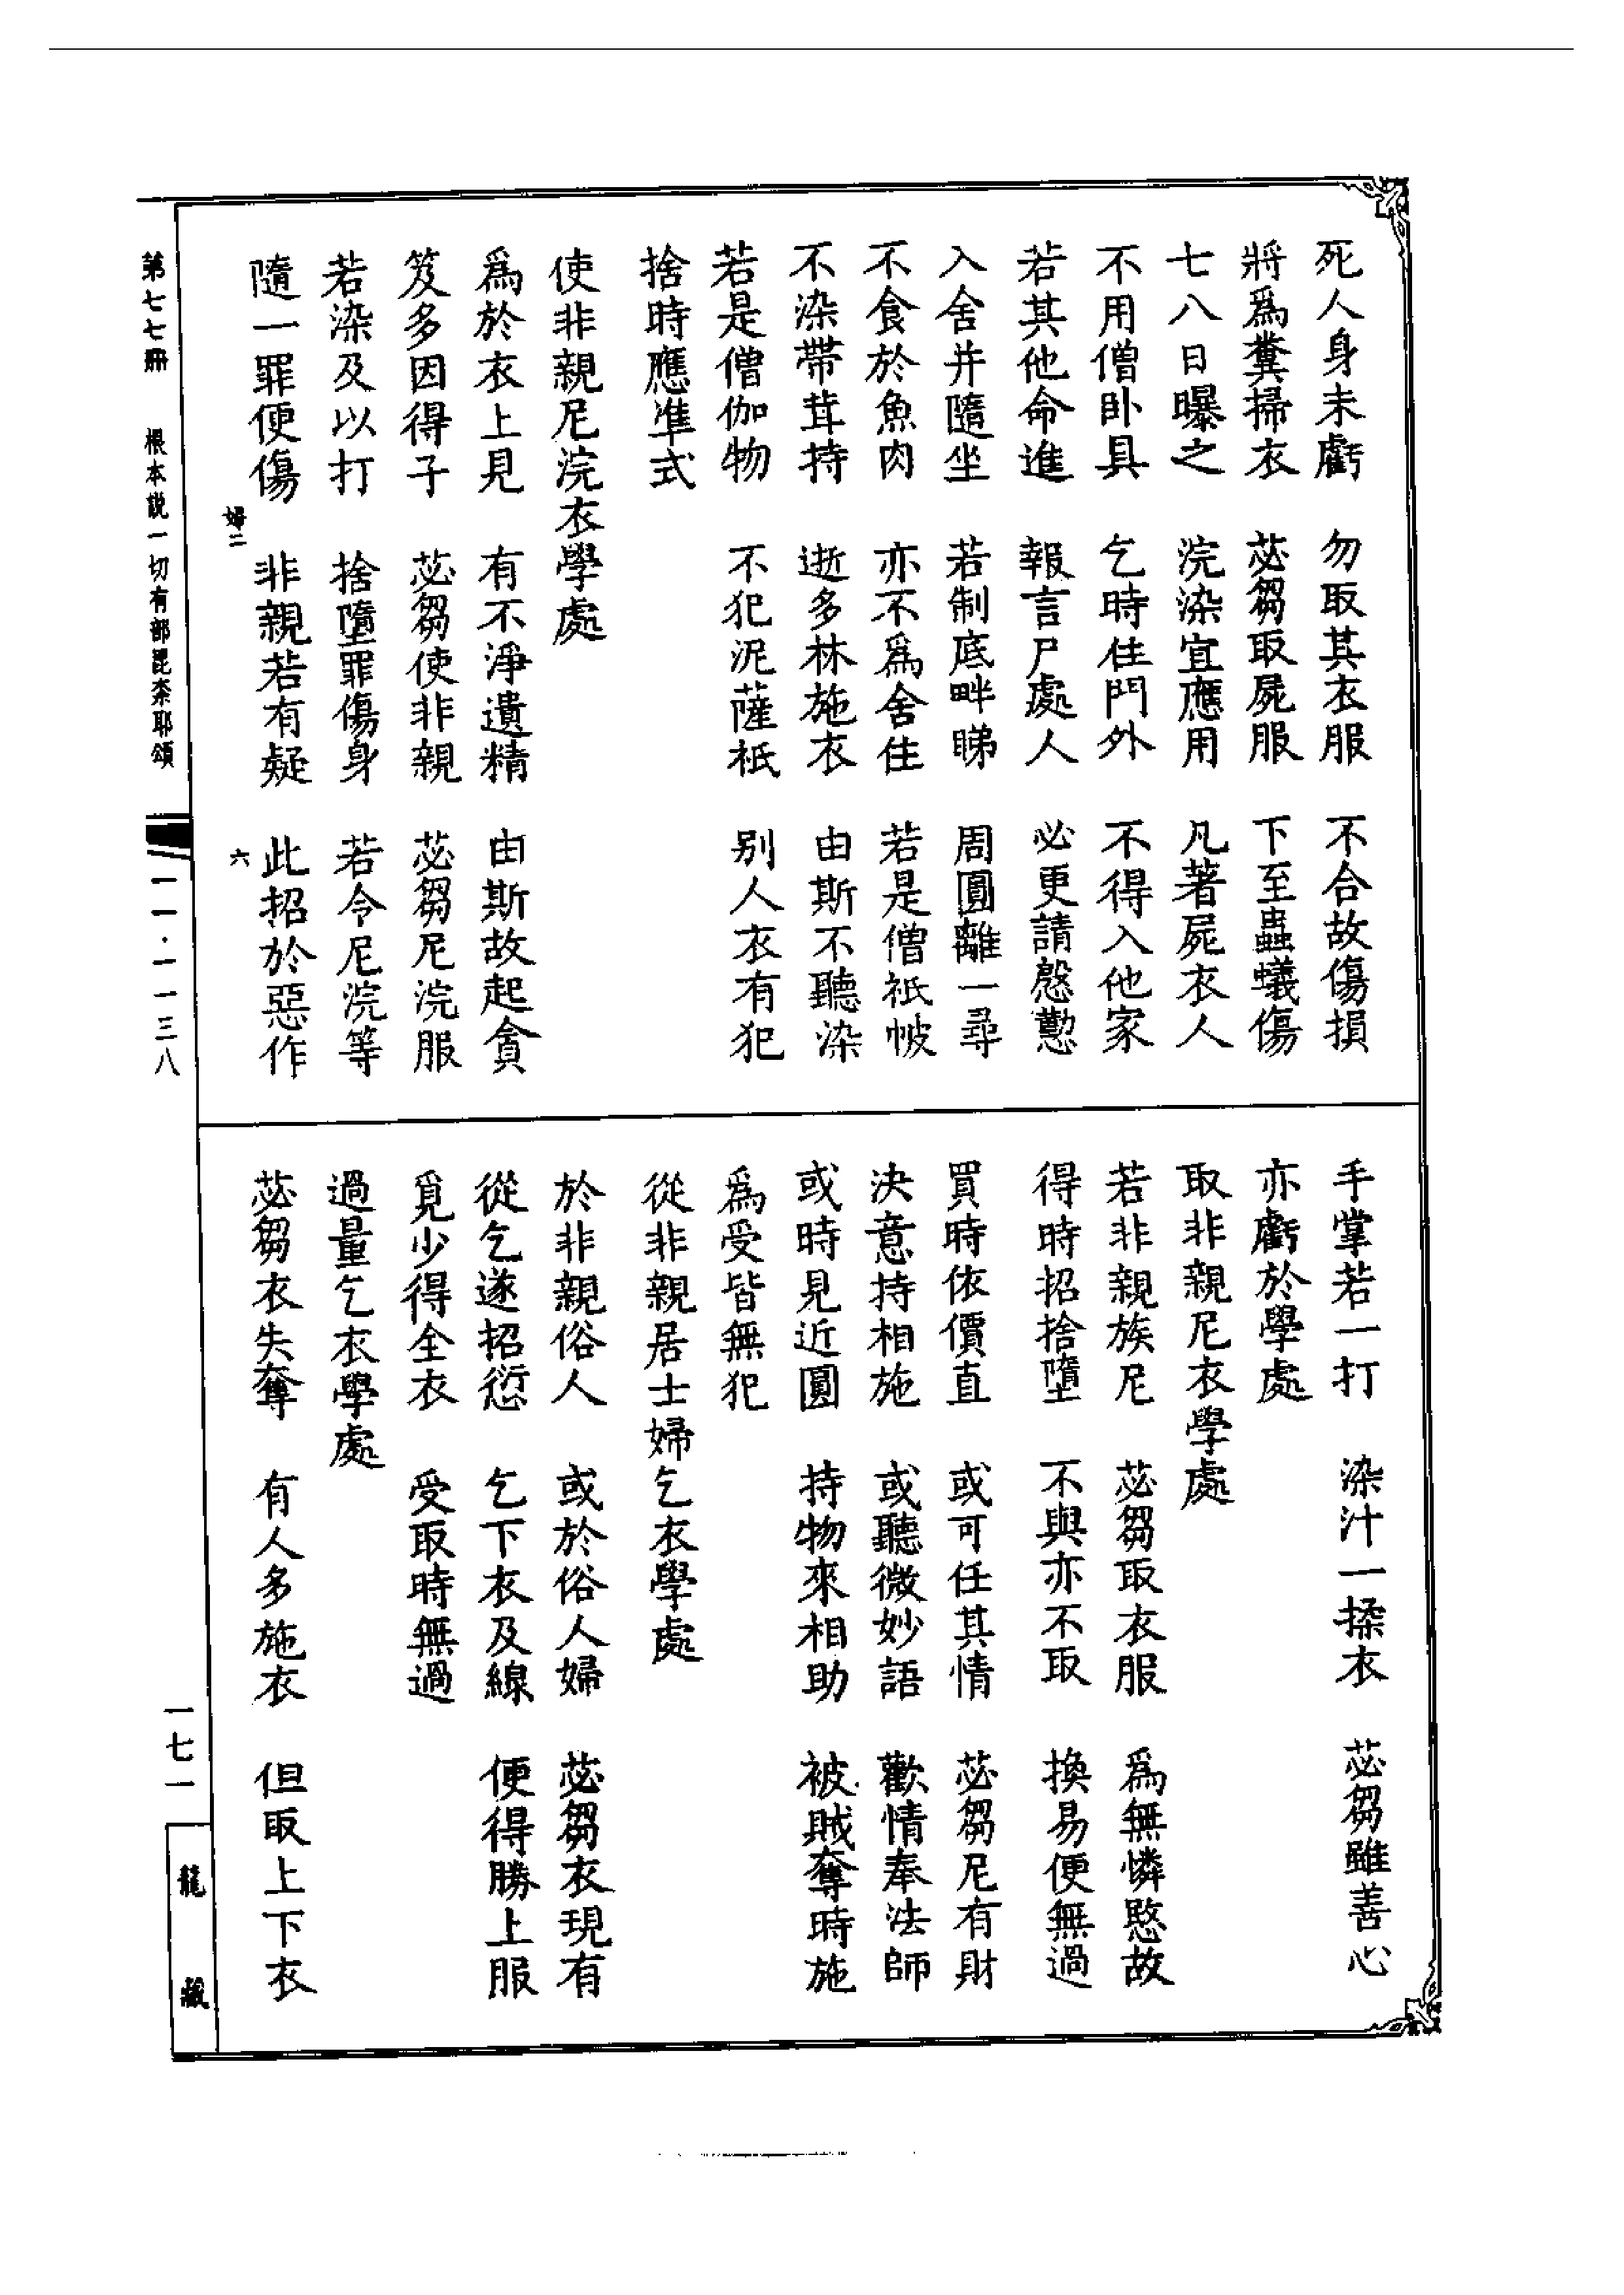 死人身未虧　勿取其衣服　不合故傷損
將爲糞掃衣　苾芻取屍服　下至蟲蟻傷
七八日曝之　浣染宜應用　凡著屍衣人
不用僧卧具　乞時住門外　不得入他家
若其他命進　報言尸處人　必更請慇懃
入舍并隨坐　若制底畔睇　周圓離一尋
不食於魚肉　亦不爲舍住　若是僧祇帔
不染帶茸持　逝多林施衣　由斯不聽染
若是僧伽物　不犯泥薩祇　别人衣有犯
捨時應准式
使非親尼浣衣學處
爲於衣上見　有不淨遺精　由斯故起貪
笈多因得子　苾芻使非親　苾芻尼浣服
若染及以打　捨墮罪傷身　若令尼浣等
隨一罪便傷　非親若有疑　此招於惡作
婦二　六
手掌若一打　染汁一揉衣　苾芻雖善心
亦虧於學處
取非親尼衣學處
若非親族尼　苾芻取衣服　爲無憐愍故
得時招捨墮　不與亦不取　換易便無過
買時依價直　或可任其情　苾芻尼有財
決意持相施　或聽微妙語　歡情奉法師
或時見近圓　持物來相助　被賊奪時施
爲受皆無犯
從非親居士婦乞衣學處
於非親俗人　或於俗人婦　苾芻衣現有
從乞遂招愆　乞下衣及線　便得勝上服
覓少得全衣　受取時無過
過量乞衣學處
苾芻衣失奪　有人多施衣　但取上下衣
第七七冊　根本説一切有部毘奈耶頌　一一一·一一三八　一七一　龍藏